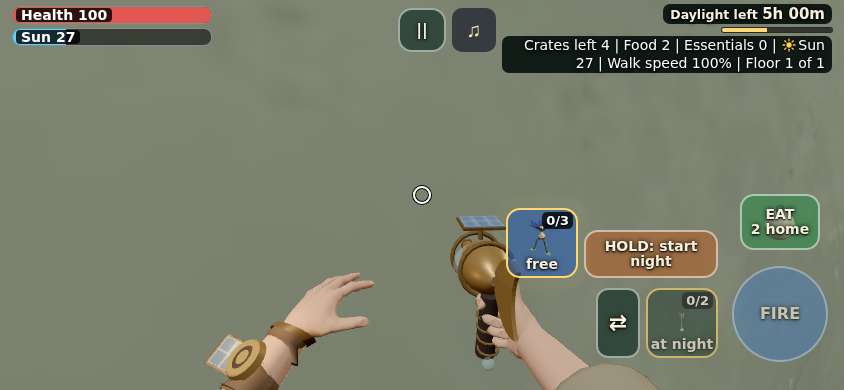 Health 100
Sun 27
Daylight left 5h 00m
Crates left 4 | Food 2 | Essentials 0 | ☀Sun
27 | Walk speed 100% | Floor 1 of 1
0/3
free
HOLD: start
night
EAT
2 home
0/2
at night
FIRE